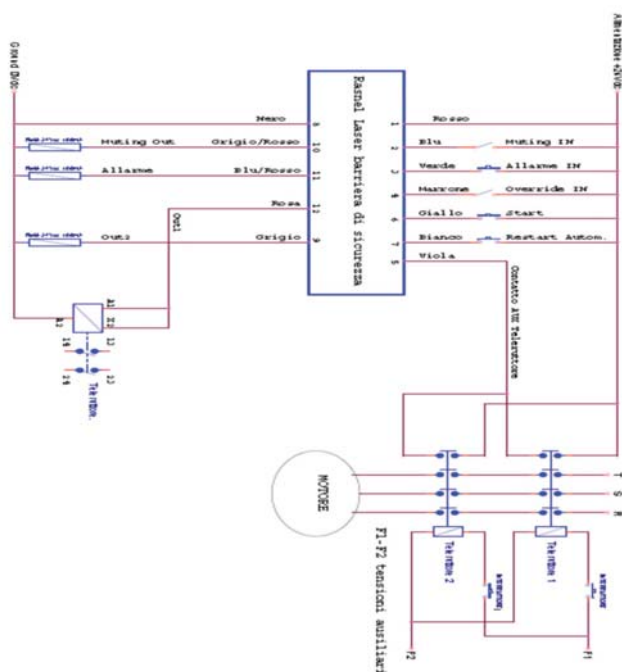 Ground 0Vdc
Alimentazione +24Vdc
Rasnel Laser barriera di sicurezza
Nero
8
Muting Out
Grigio/Rosso
10
Allarme
Blu/Rosso
11
Rosa
12
Out1
Out2
Grigio
9
1
Rosso
2
Blu
Muting IN
3
Verde
Allarme IN
4
Marrone
Override IN
6
Giallo
Start
7
Bianco
Restart Autom.
5
Viola
Contatto AUX Teleruttore
A1
A2
13
14
23
24
MOTORE
T
S
R
Teleruttore 2
Teleruttore 1
F1-F2 tensioni ausiliari
F2
F1